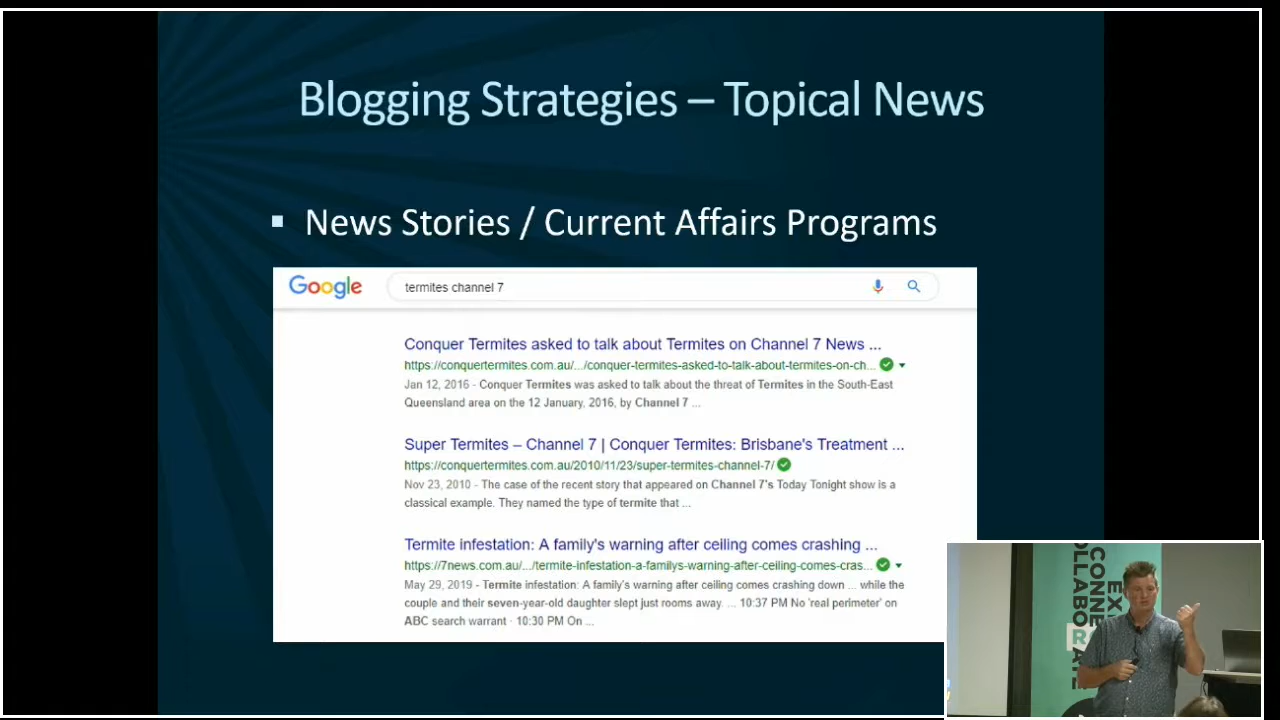 Blogging Strategies – Topical News
News Stories / Current Affairs Programs
Google
termites channel 7
Conquer Termites asked to talk about Termites on Channel 7 News ...
https://conquertermites.com.au/.../conquer-termites-asked-to-talk-about-termites-on-ch...
Jan 12, 2016 - Conquer Termites was asked to talk about the threat of Termites in the South-East
Queensland area on the 12 January, 2016, by Channel 7 ...
Super Termites – Channel 7 | Conquer Termites: Brisbane's Treatment ...
https://conquertermites.com.au/2010/11/23/super-termites-channel-7/
Nov 23, 2010 - The case of the recent story that appeared on Channel 7's Today Tonight show is a
classical example. They named the type of termite that ...
Termite infestation: A family's warning after ceiling comes crashing ...
https://7news.com.au/.../termite-infestation-a-familys-warning-after-ceiling-comes-cras...
May 29, 2019 - Termite infestation: A family's warning after ceiling comes crashing down ... while the
couple and their seven-year-old daughter slept just rooms away. ... 10:37 PM No 'real perimeter' on
ABC search warrant · 10:30 PM On ...